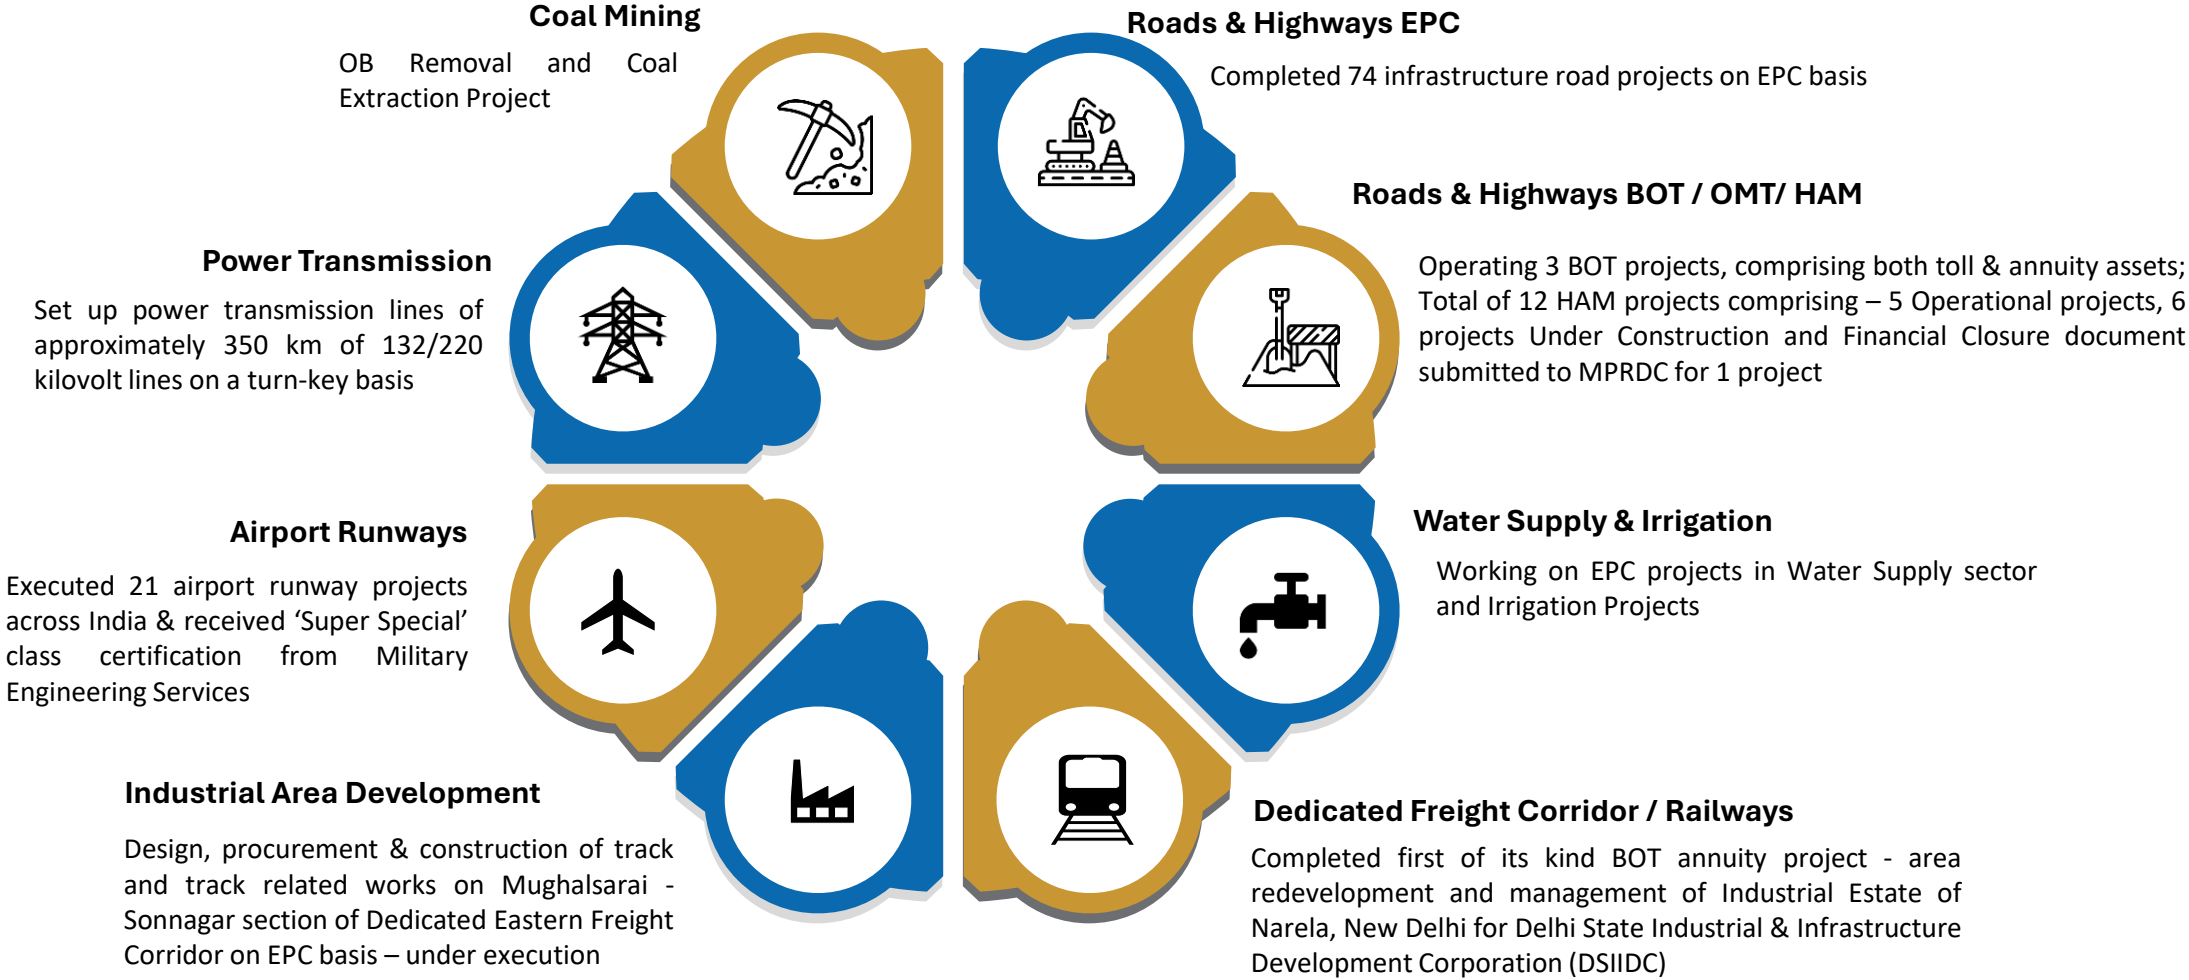 Coal Mining
OB Removal and Coal
Extraction Project
Roads & Highways EPC
Completed 74 infrastructure road projects on EPC basis
Roads & Highways BOT / OMT/ HAM
Operating 3 BOT projects, comprising both toll & annuity assets;
Total of 12 HAM projects comprising – 5 Operational projects, 6
projects Under Construction and Financial Closure document
submitted to MPRDC for 1 project
Power Transmission
Set up power transmission lines of
approximately 350 km of 132/220
kilovolt lines on a turn-key basis
Airport Runways
Executed 21 airport runway projects
across India & received ‘Super Special’
class certification from Military
Engineering Services
Water Supply & Irrigation
Working on EPC projects in Water Supply sector
and Irrigation Projects
Industrial Area Development
Design, procurement & construction of track
and track related works on Mughalsarai -
Sonnagar section of Dedicated Eastern Freight
Corridor on EPC basis – under execution
Dedicated Freight Corridor / Railways
Completed first of its kind BOT annuity project - area
redevelopment and management of Industrial Estate of
Narela, New Delhi for Delhi State Industrial & Infrastructure
Development Corporation (DSIIDC)